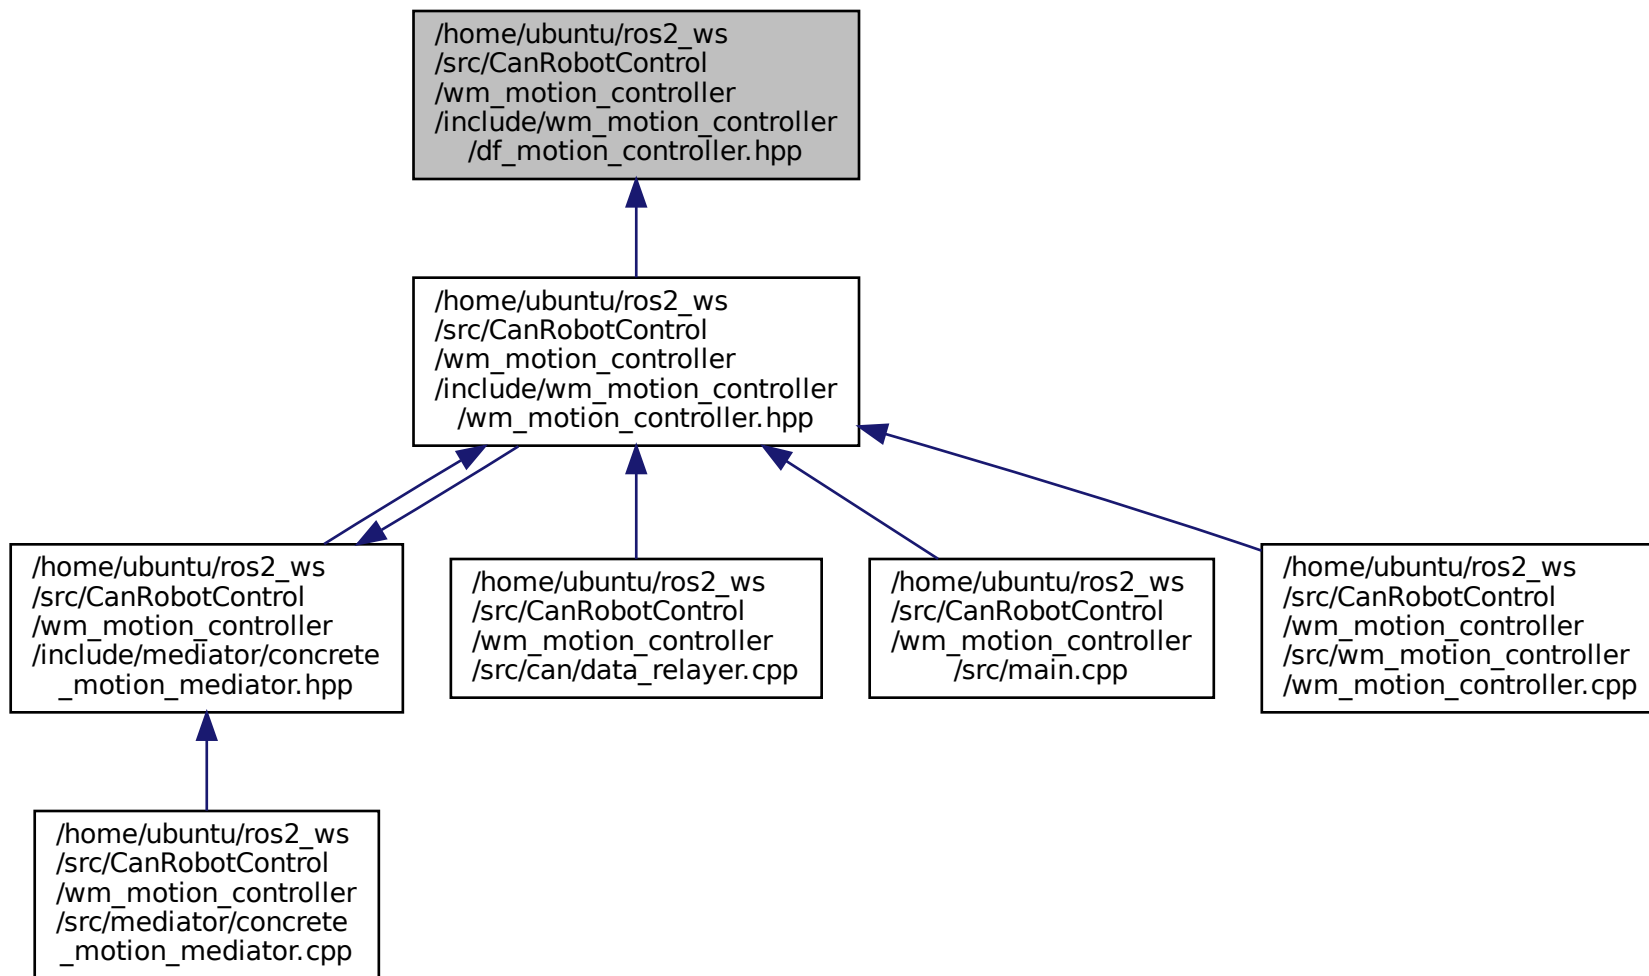 /home/ubuntu/ros2_ws
/src/CanRobotControl
/wm_motion_controller
/include/wm_motion_controller
/df_motion_controller.hpp
/home/ubuntu/ros2_ws
/src/CanRobotControl
/wm_motion_controller
/include/wm_motion_controller
/wm_motion_controller.hpp
/home/ubuntu/ros2_ws
/src/CanRobotControl
/wm_motion_controller
/include/mediator/concrete
_motion_mediator.hpp
/home/ubuntu/ros2_ws
/src/CanRobotControl
/wm_motion_controller
/src/can/data_relayer.cpp
/home/ubuntu/ros2_ws
/src/CanRobotControl
/wm_motion_controller
/src/main.cpp
/home/ubuntu/ros2_ws
/src/CanRobotControl
/wm_motion_controller
/src/wm_motion_controller
/wm_motion_controller.cpp
/home/ubuntu/ros2_ws
/src/CanRobotControl
/wm_motion_controller
/src/mediator/concrete
_motion_mediator.cpp